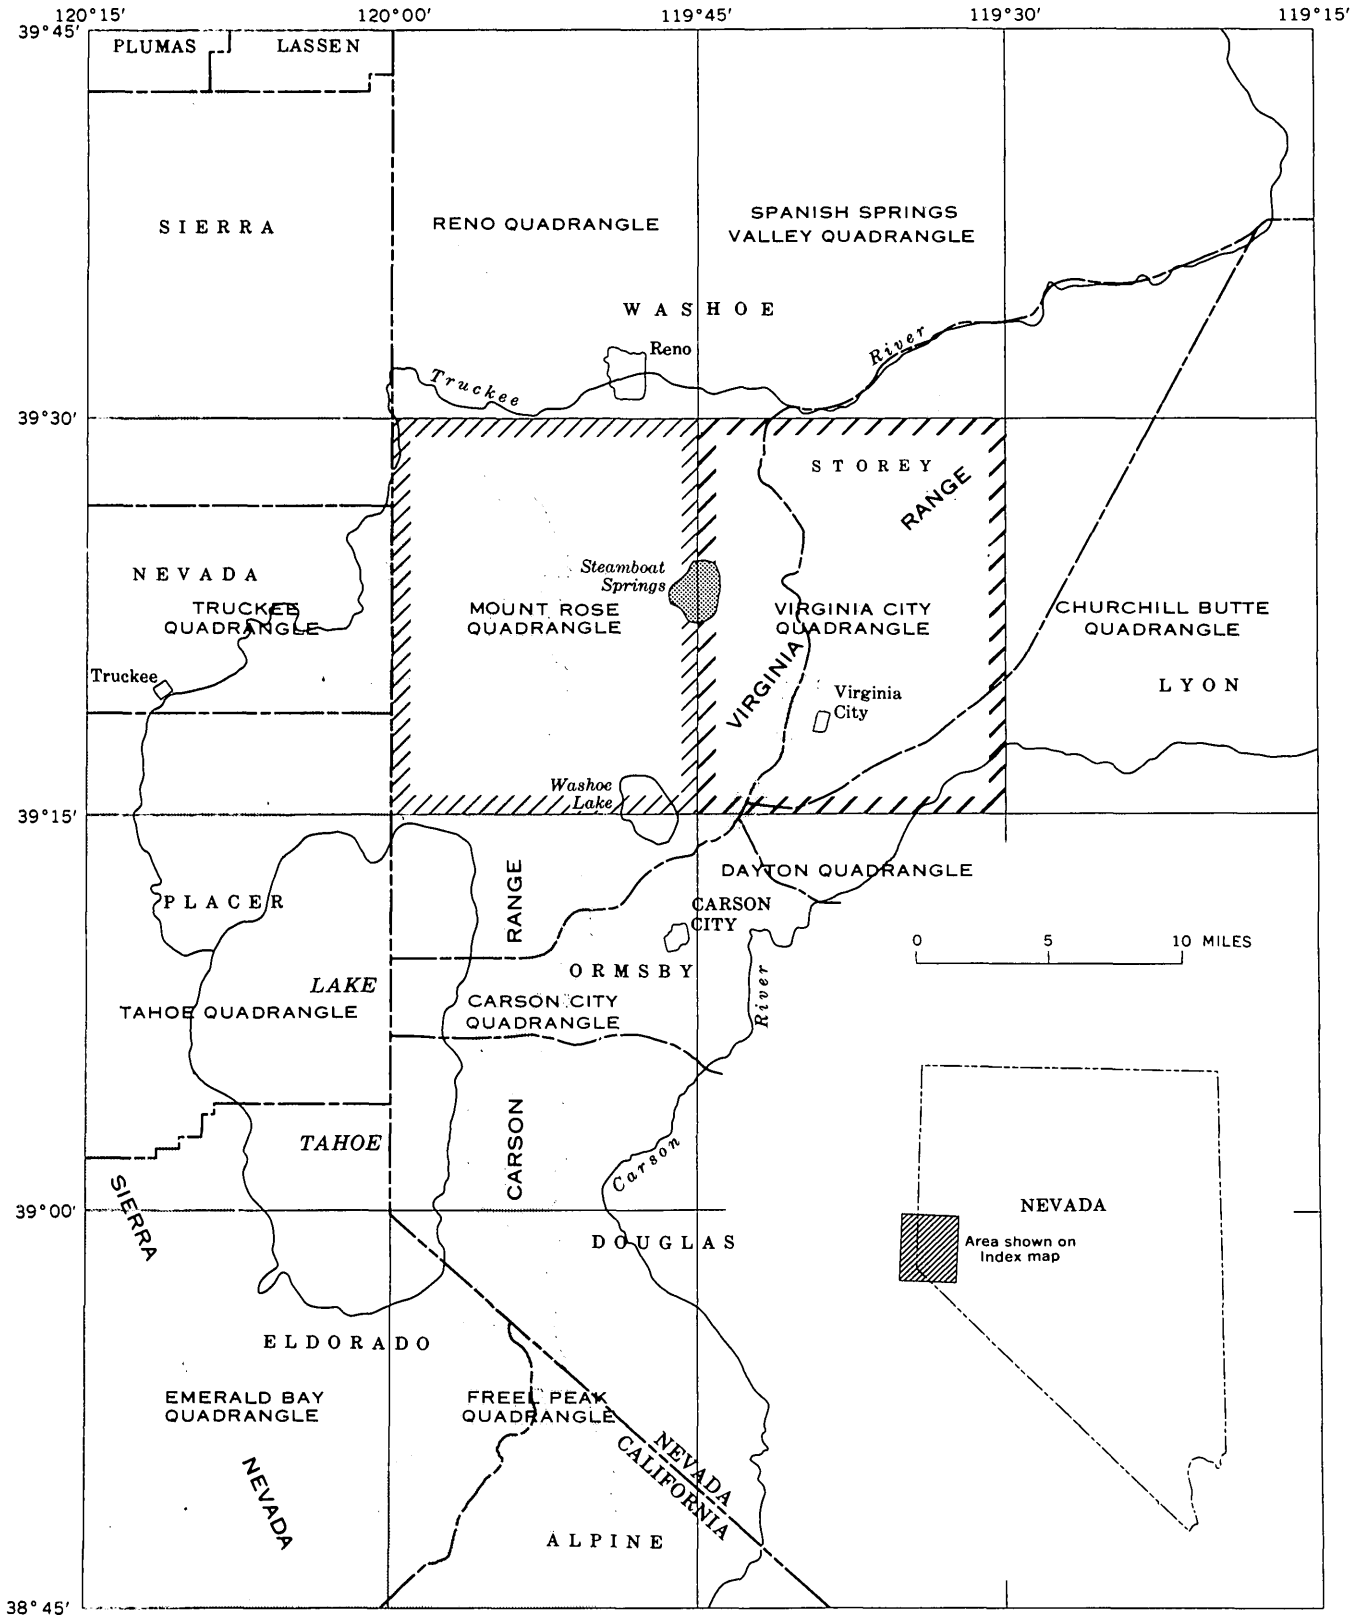 120°15' 120°00' 119°45' 119°30' 119°15'
39°45'
PLUMAS LASSEN
SIERRA
RENO QUADRANGLE
SPANISH SPRINGS
VALLEY QUADRANGLE
WASHOE
Reno
Truckee
River
39°30'
STOREY
RANGE
NEVADA
TRUCKEE
QUADRANGLE
Steamboat
Springs
MOUNT ROSE
QUADRANGLE
VIRGINIA CITY
QUADRANGLE
CHURCHILL BUTTE
QUADRANGLE
Truckee
VIRGINIA
Virginia
City
LYON
Washoe
Lake
39°15'
DAYTON QUADRANGLE
PLACER
RANGE
CARSON
CITY
0 5 10 MILES
ORMSBY
LAKE
TAHOE QUADRANGLE
CARSON CITY
QUADRANGLE
River
CARSON
TAHOE
Carson
SIERRA
39°00'
DOUGLAS
NEVADA
Area shown on
Index map
ELDORADO
EMERALD BAY
QUADRANGLE
FREEL PEAK
QUADRANGLE
NEVADA
CALIFORNIA
NEVADA
ALPINE
38°45'